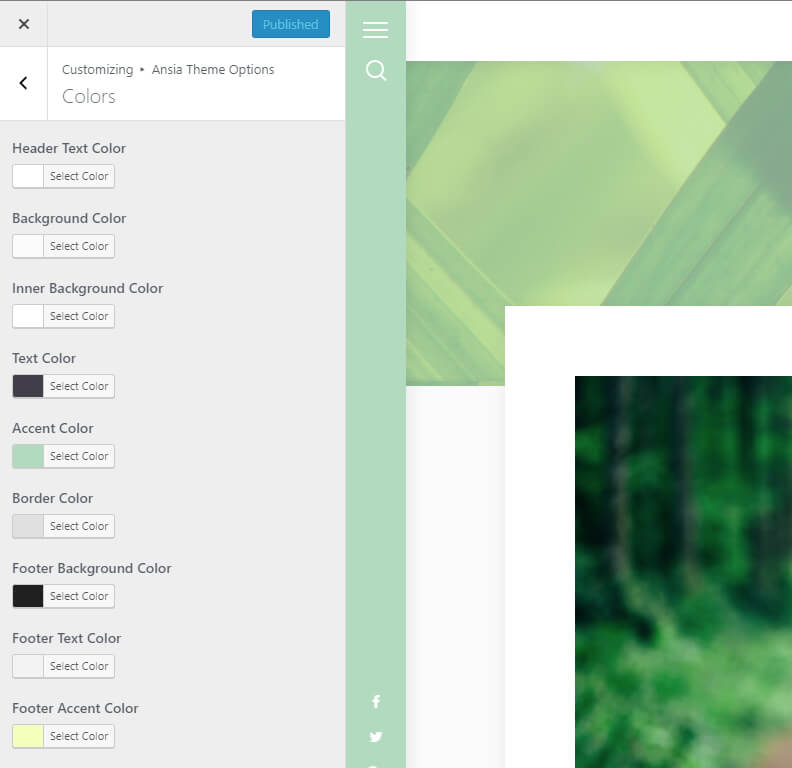 Published
Customizing ▸ Ansia Theme Options
Colors
Header Text Color
Select Color
Background Color
Select Color
Inner Background Color
Select Color
Text Color
Select Color
Accent Color
Select Color
Border Color
Select Color
Footer Background Color
Select Color
Footer Text Color
Select Color
Footer Accent Color
Select Color